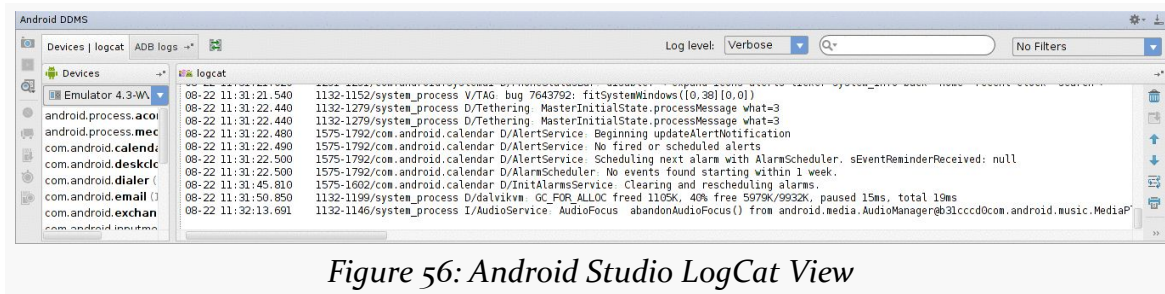 Android DDMS
Devices | logcat ADB logs
Log level: Verbose No Filters
Devices
logcat
Emulator 4.3-W
android.process.aco
android.process.med
com.android.calenda
com.android.deskclo
com.android.dialer (
com.android.email (
com.android.exchan
08-22 11:31:21.540 1132-1152/system_process V/TAG: bug 7643792: fitSystemWindows([0,38][0,0])
08-22 11:31:22.440 1132-1279/system_process D/Tethering: MasterInitialState.processMessage what=3
08-22 11:31:22.440 1132-1279/system_process D/Tethering: MasterInitialState.processMessage what=3
08-22 11:31:22.480 1575-1792/com.android.calendar D/AlertService: Beginning updateAlertNotification
08-22 11:31:22.490 1575-1792/com.android.calendar D/AlertService: No fired or scheduled alerts
08-22 11:31:22.500 1575-1792/com.android.calendar D/AlertService: Scheduling next alarm with AlarmScheduler. sEventReminderReceived: null
08-22 11:31:22.500 1575-1792/com.android.calendar D/AlarmScheduler: No events found starting within 1 week.
08-22 11:31:45.810 1575-1602/com.android.calendar D/InitAlarmsService: Clearing and rescheduling alarms.
08-22 11:31:50.850 1132-1199/system_process D/dalvikvm: GC_FOR_ALLOC freed 1105K, 40% free 5979K/9932K, paused 15ms, total 19ms
08-22 11:32:13.691 1132-1146/system_process I/AudioService: AudioFocus abandonAudioFocus() from android.media.AudioManager@b31cccd0com.android.music.MediaP
Figure 56: Android Studio LogCat View